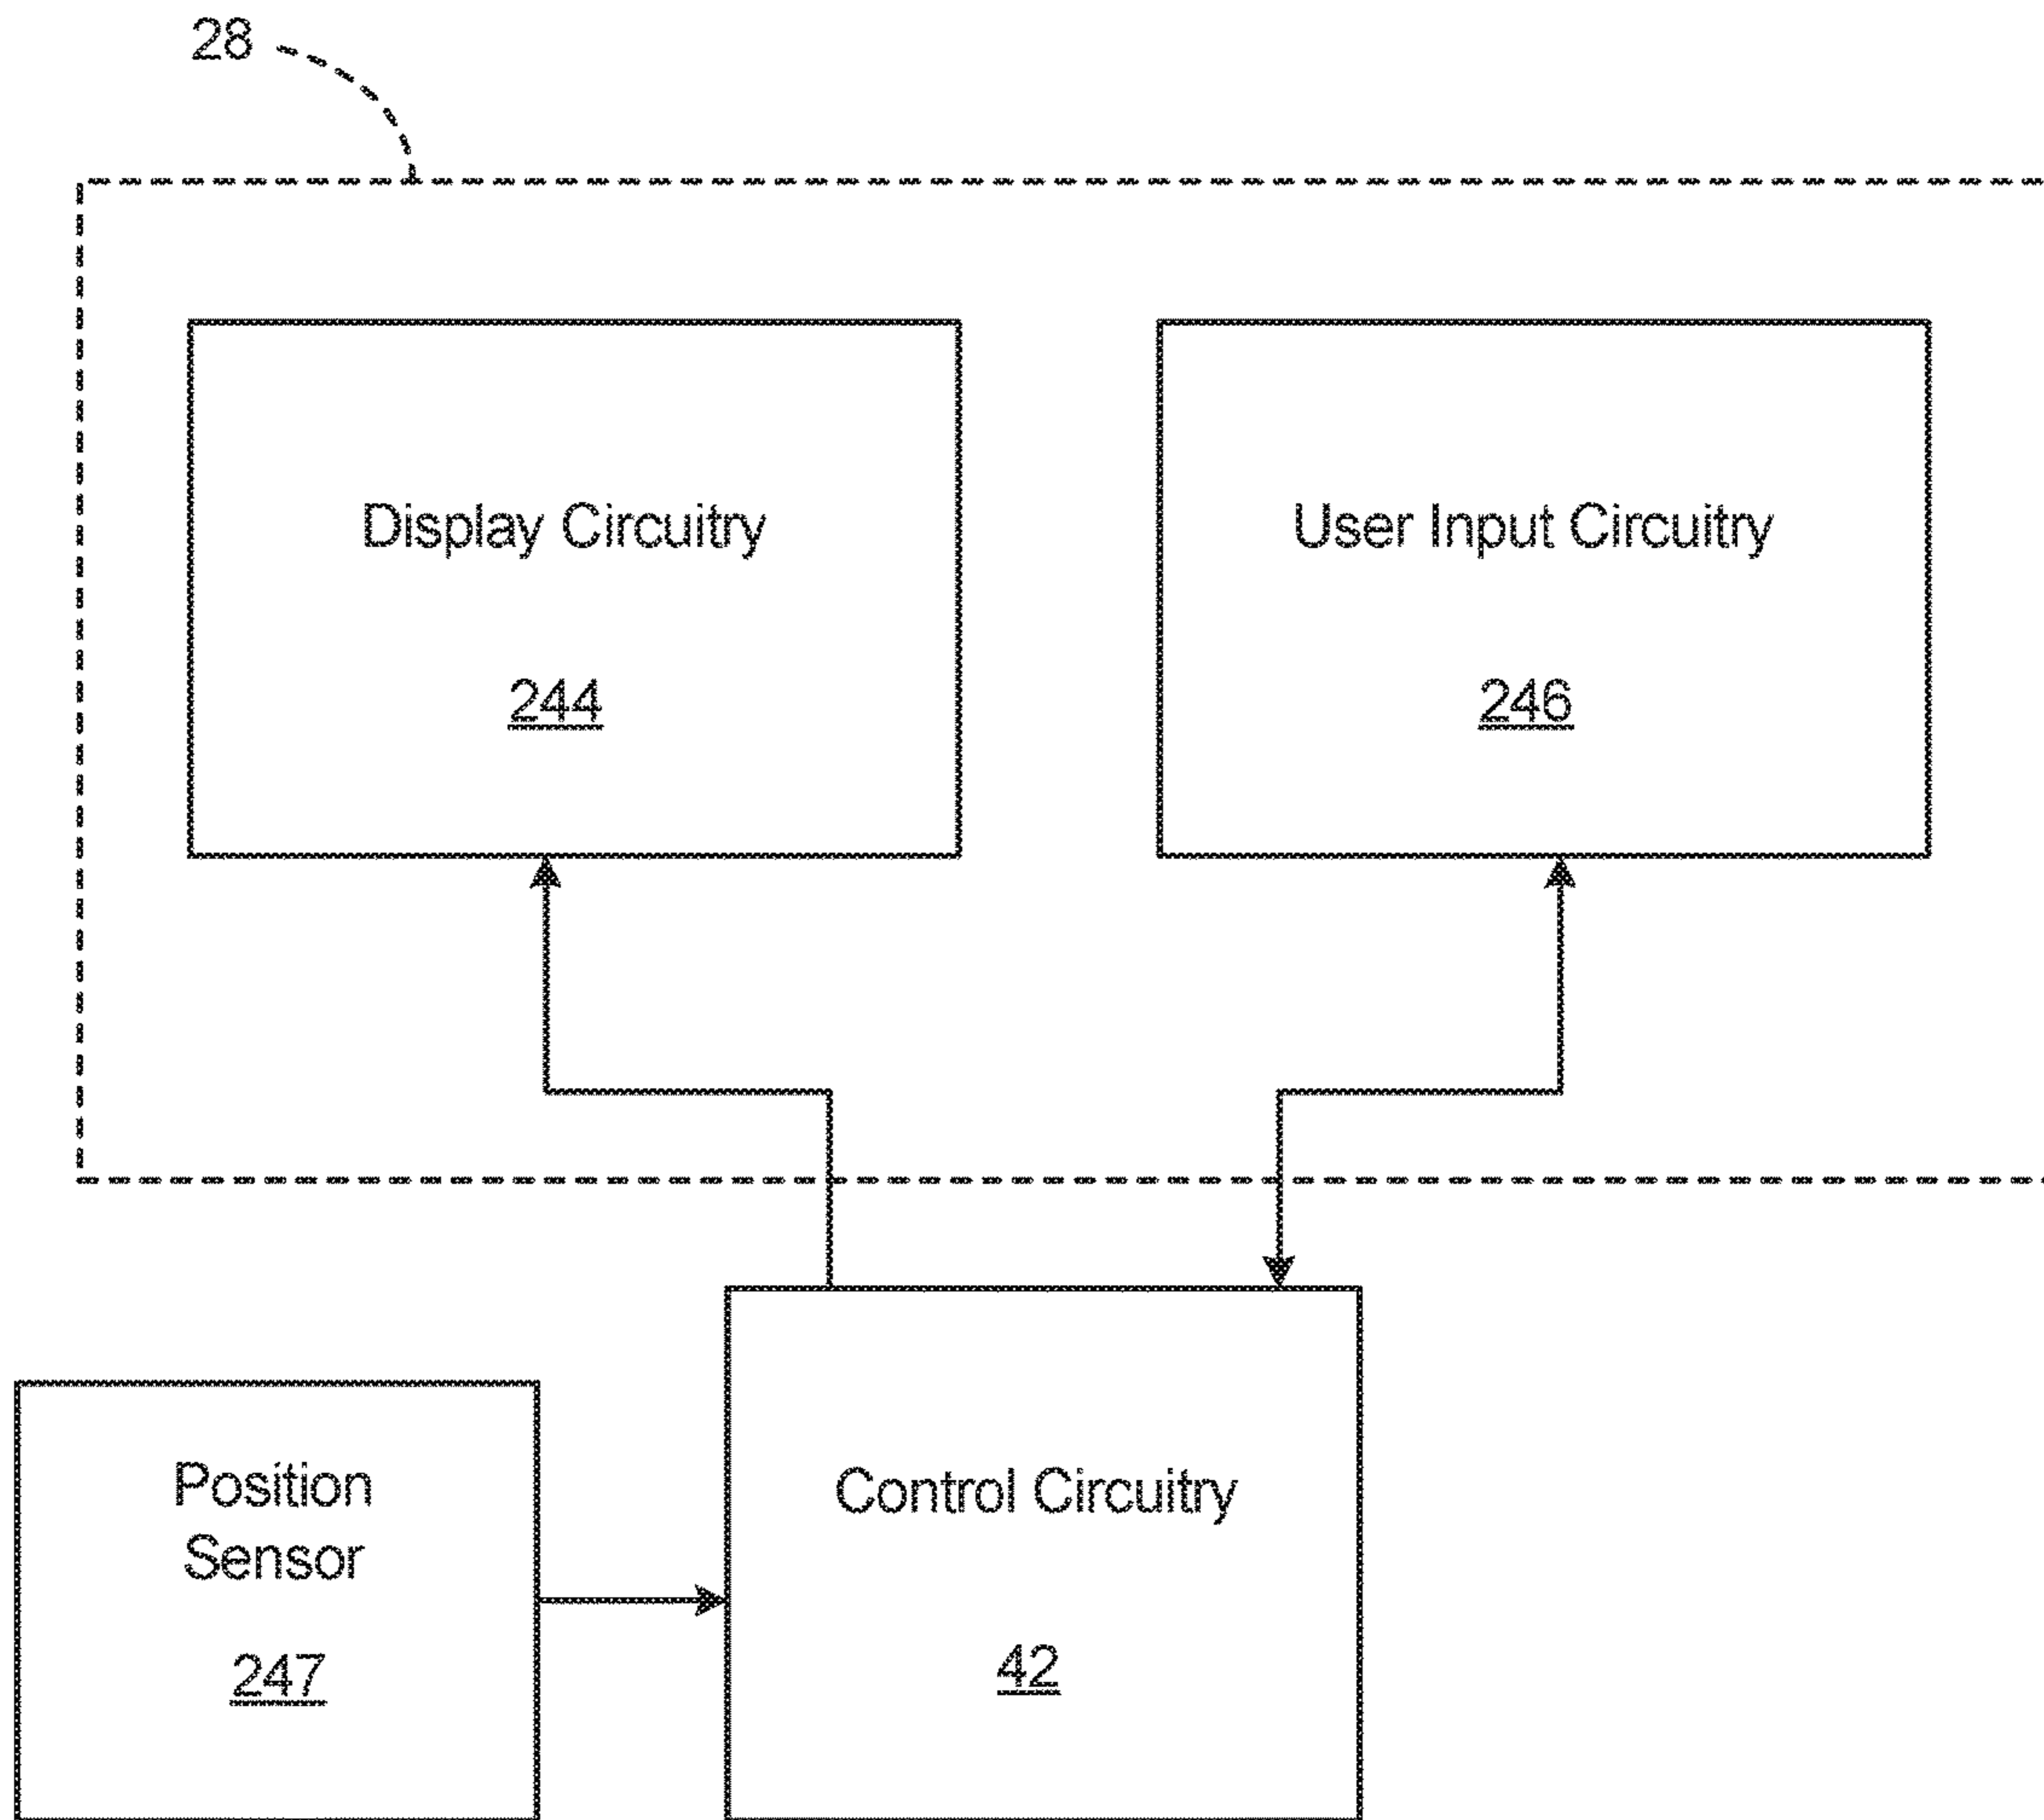 28
Display Circuitry
244
User Input Circuitry
246
Position
Sensor
247
Control Circuitry
42